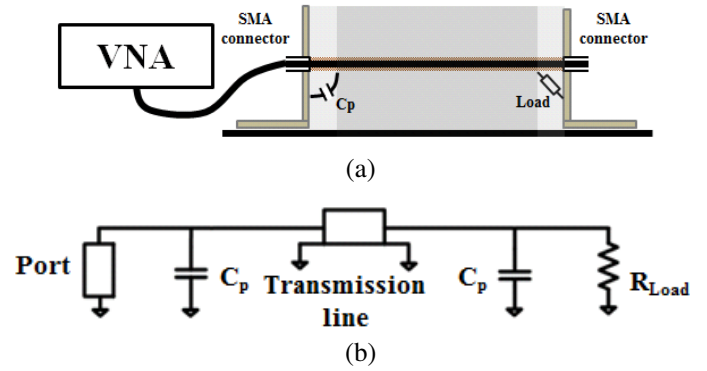 SMA
connector
SMA
connector
VNA
Cp
Load
(a)
Port
Cp
Transmission
line
Cp
RLoad
(b)